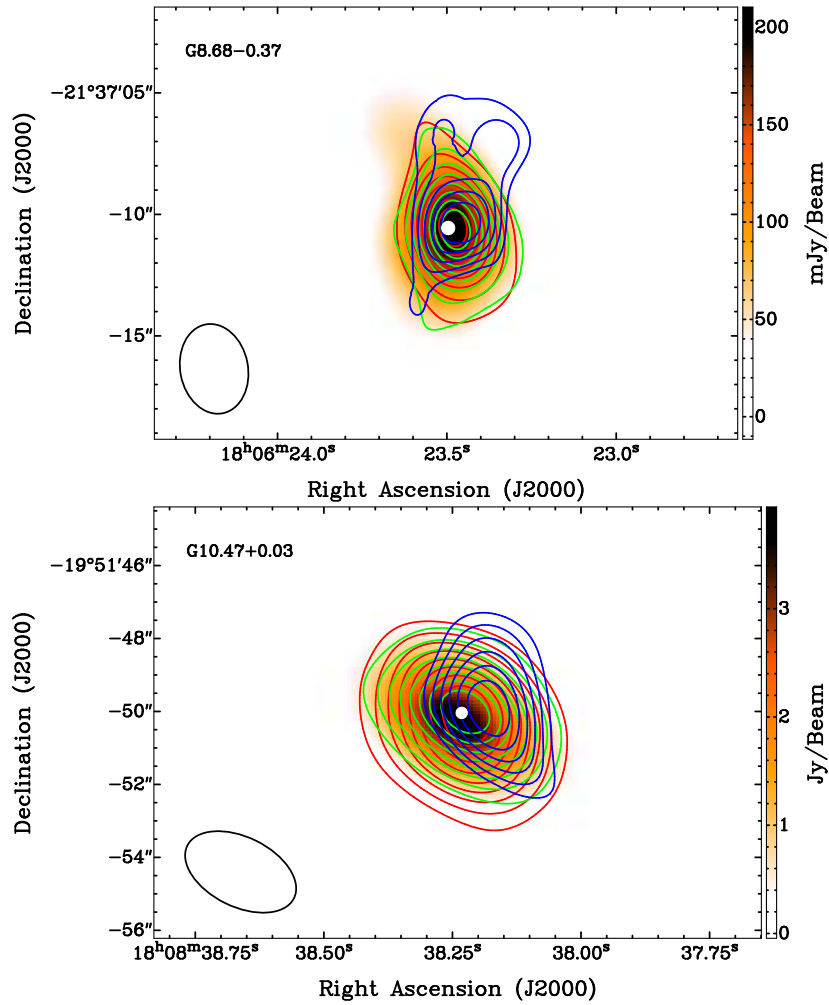 G8.68−0.37
−21°37′05″
−10″
−15″
Declination (J2000)
18ʰ06ᵐ24.0ˢ
23.5ˢ
23.0ˢ
Right Ascension (J2000)
200
150
100
50
0
mJy/Beam
G10.47+0.03
−19°51′46″
−48″
−50″
−52″
−54″
−56″
Declination (J2000)
18ʰ08ᵐ38.75ˢ
38.50ˢ
38.25ˢ
38.00ˢ
37.75ˢ
Right Ascension (J2000)
3
2
1
0
Jy/Beam